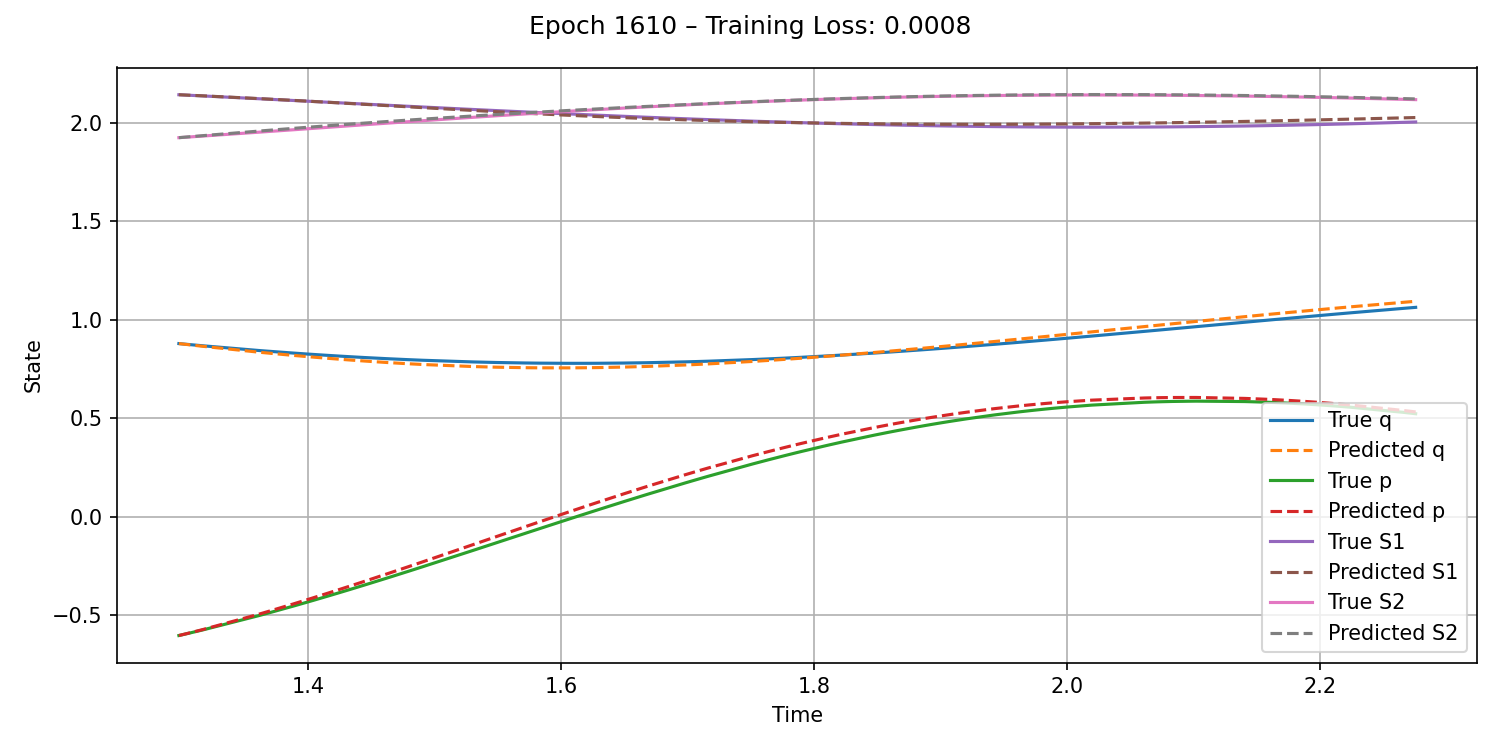 Epoch 1610 – Training Loss: 0.0008
State
2.0
1.5
1.0
0.5
0.0
−0.5
1.4
1.6
1.8
2.0
2.2
Time
True q
Predicted q
True p
Predicted p
True S1
Predicted S1
True S2
Predicted S2